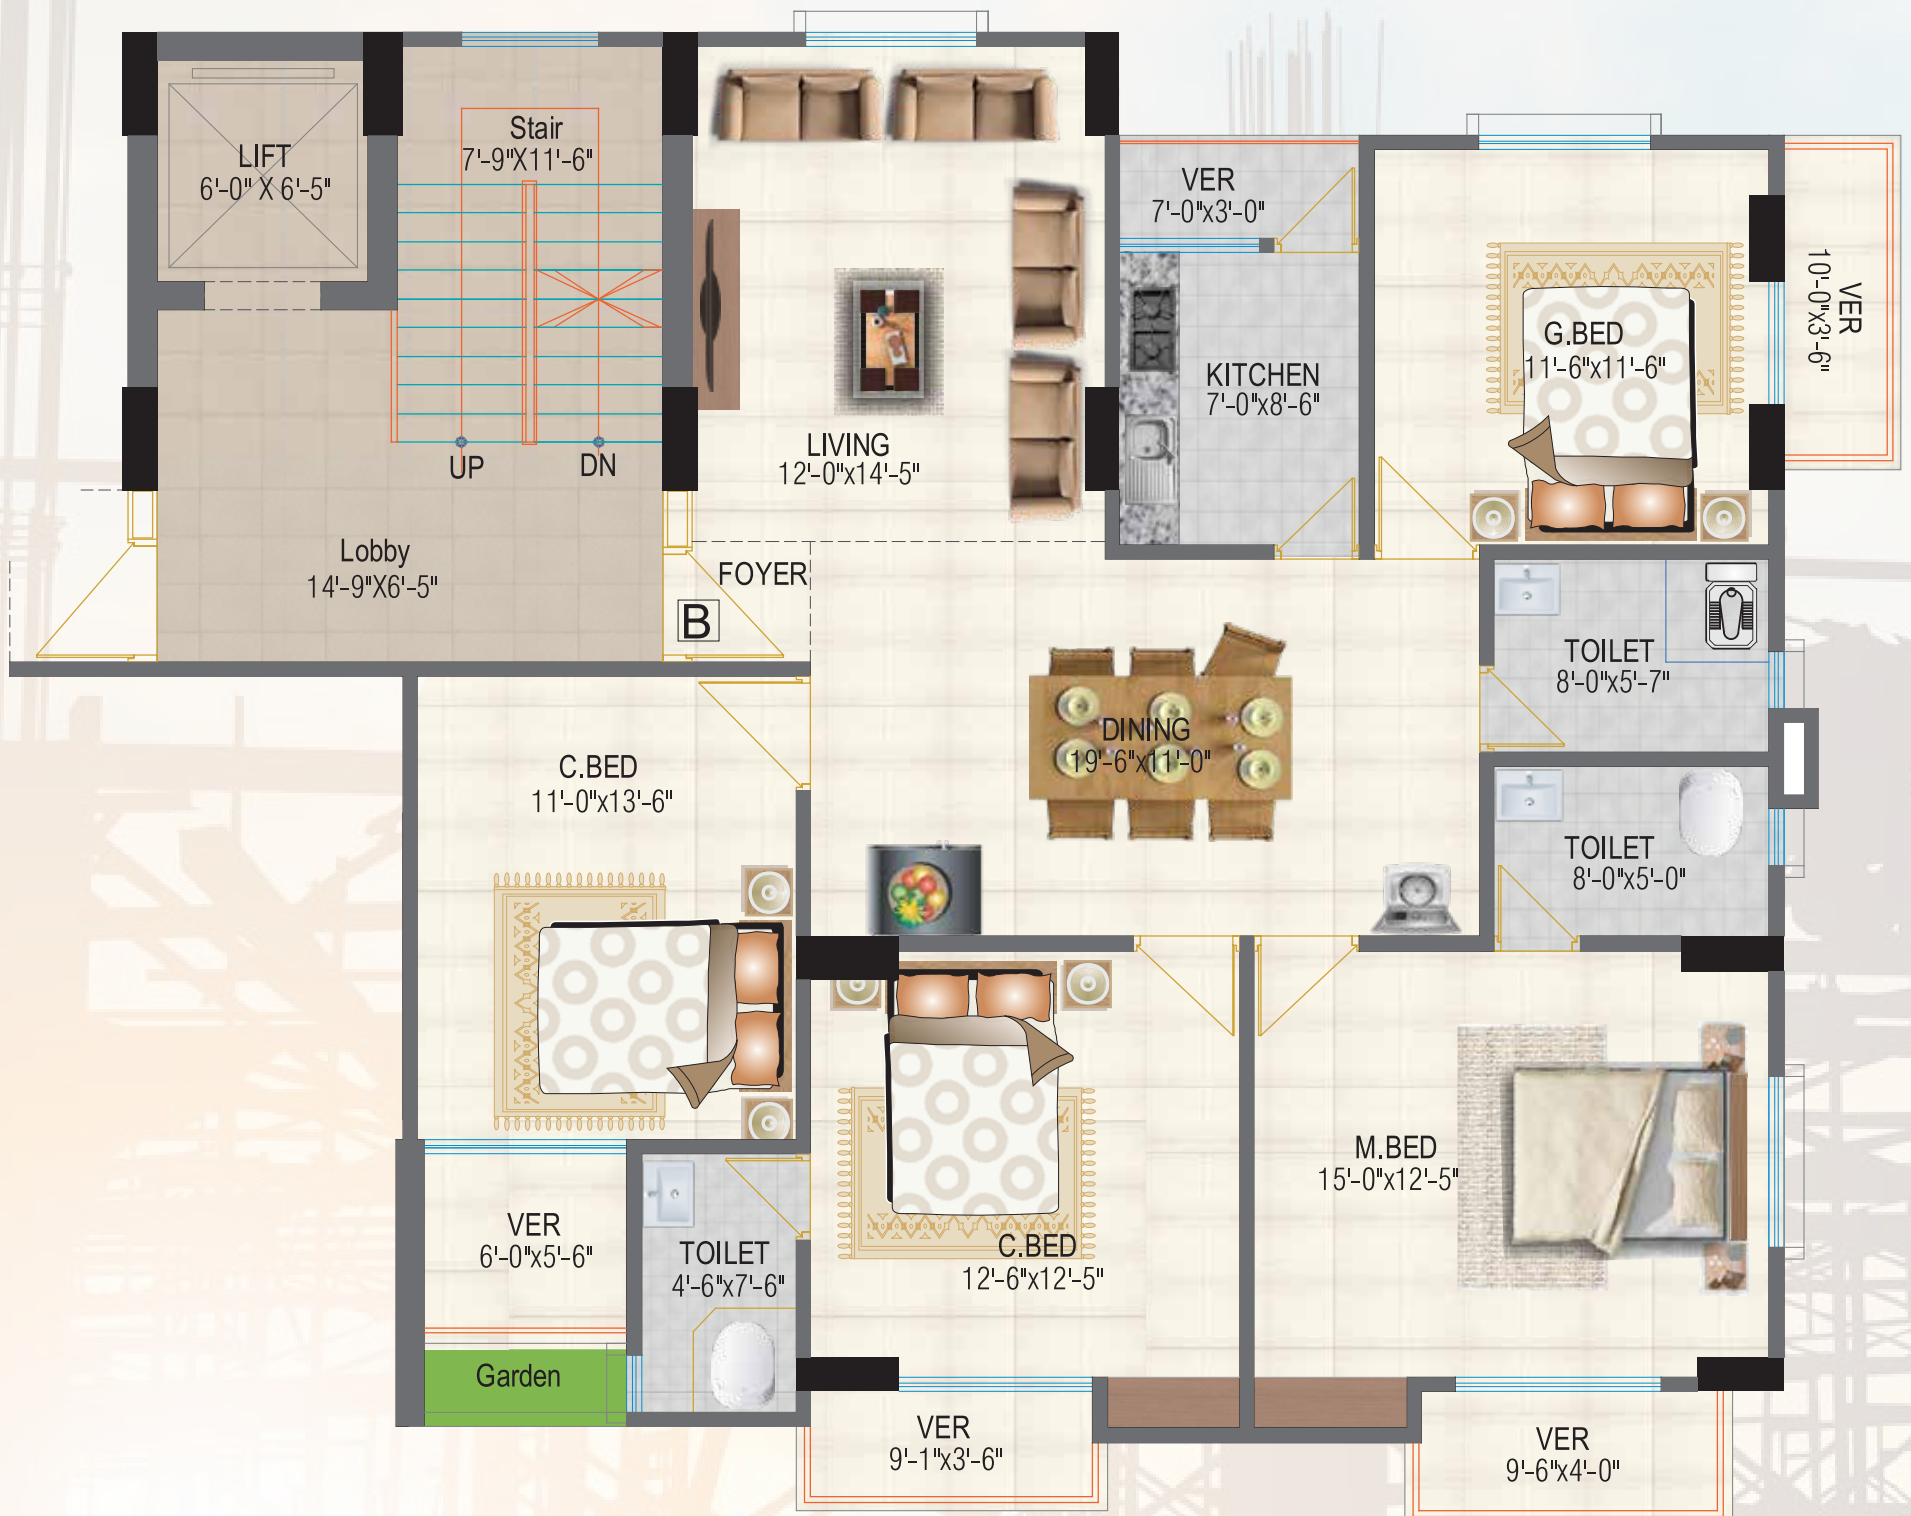 Stair
7'-9"X11'-6"
LIFT
6'-0" X 6'-5"
VER
7'-0"x3'-0"
VER
10'-0"x3'-6"
G.BED
11'-6"x11'-6"
KITCHEN
7'-0"x8'-6"
LIVING
12'-0"x14'-5"
UP
DN
Lobby
14'-9"X6'-5"
FOYER
B
TOILET
8'-0"x5'-7"
DINING
19'-6"x11'-0"
C.BED
11'-0"x13'-6"
TOILET
8'-0"x5'-0"
M.BED
15'-0"x12'-5"
VER
6'-0"x5'-6"
TOILET
4'-6"x7'-6"
C.BED
12'-6"x12'-5"
Garden
VER
9'-1"x3'-6"
VER
9'-6"x4'-0"